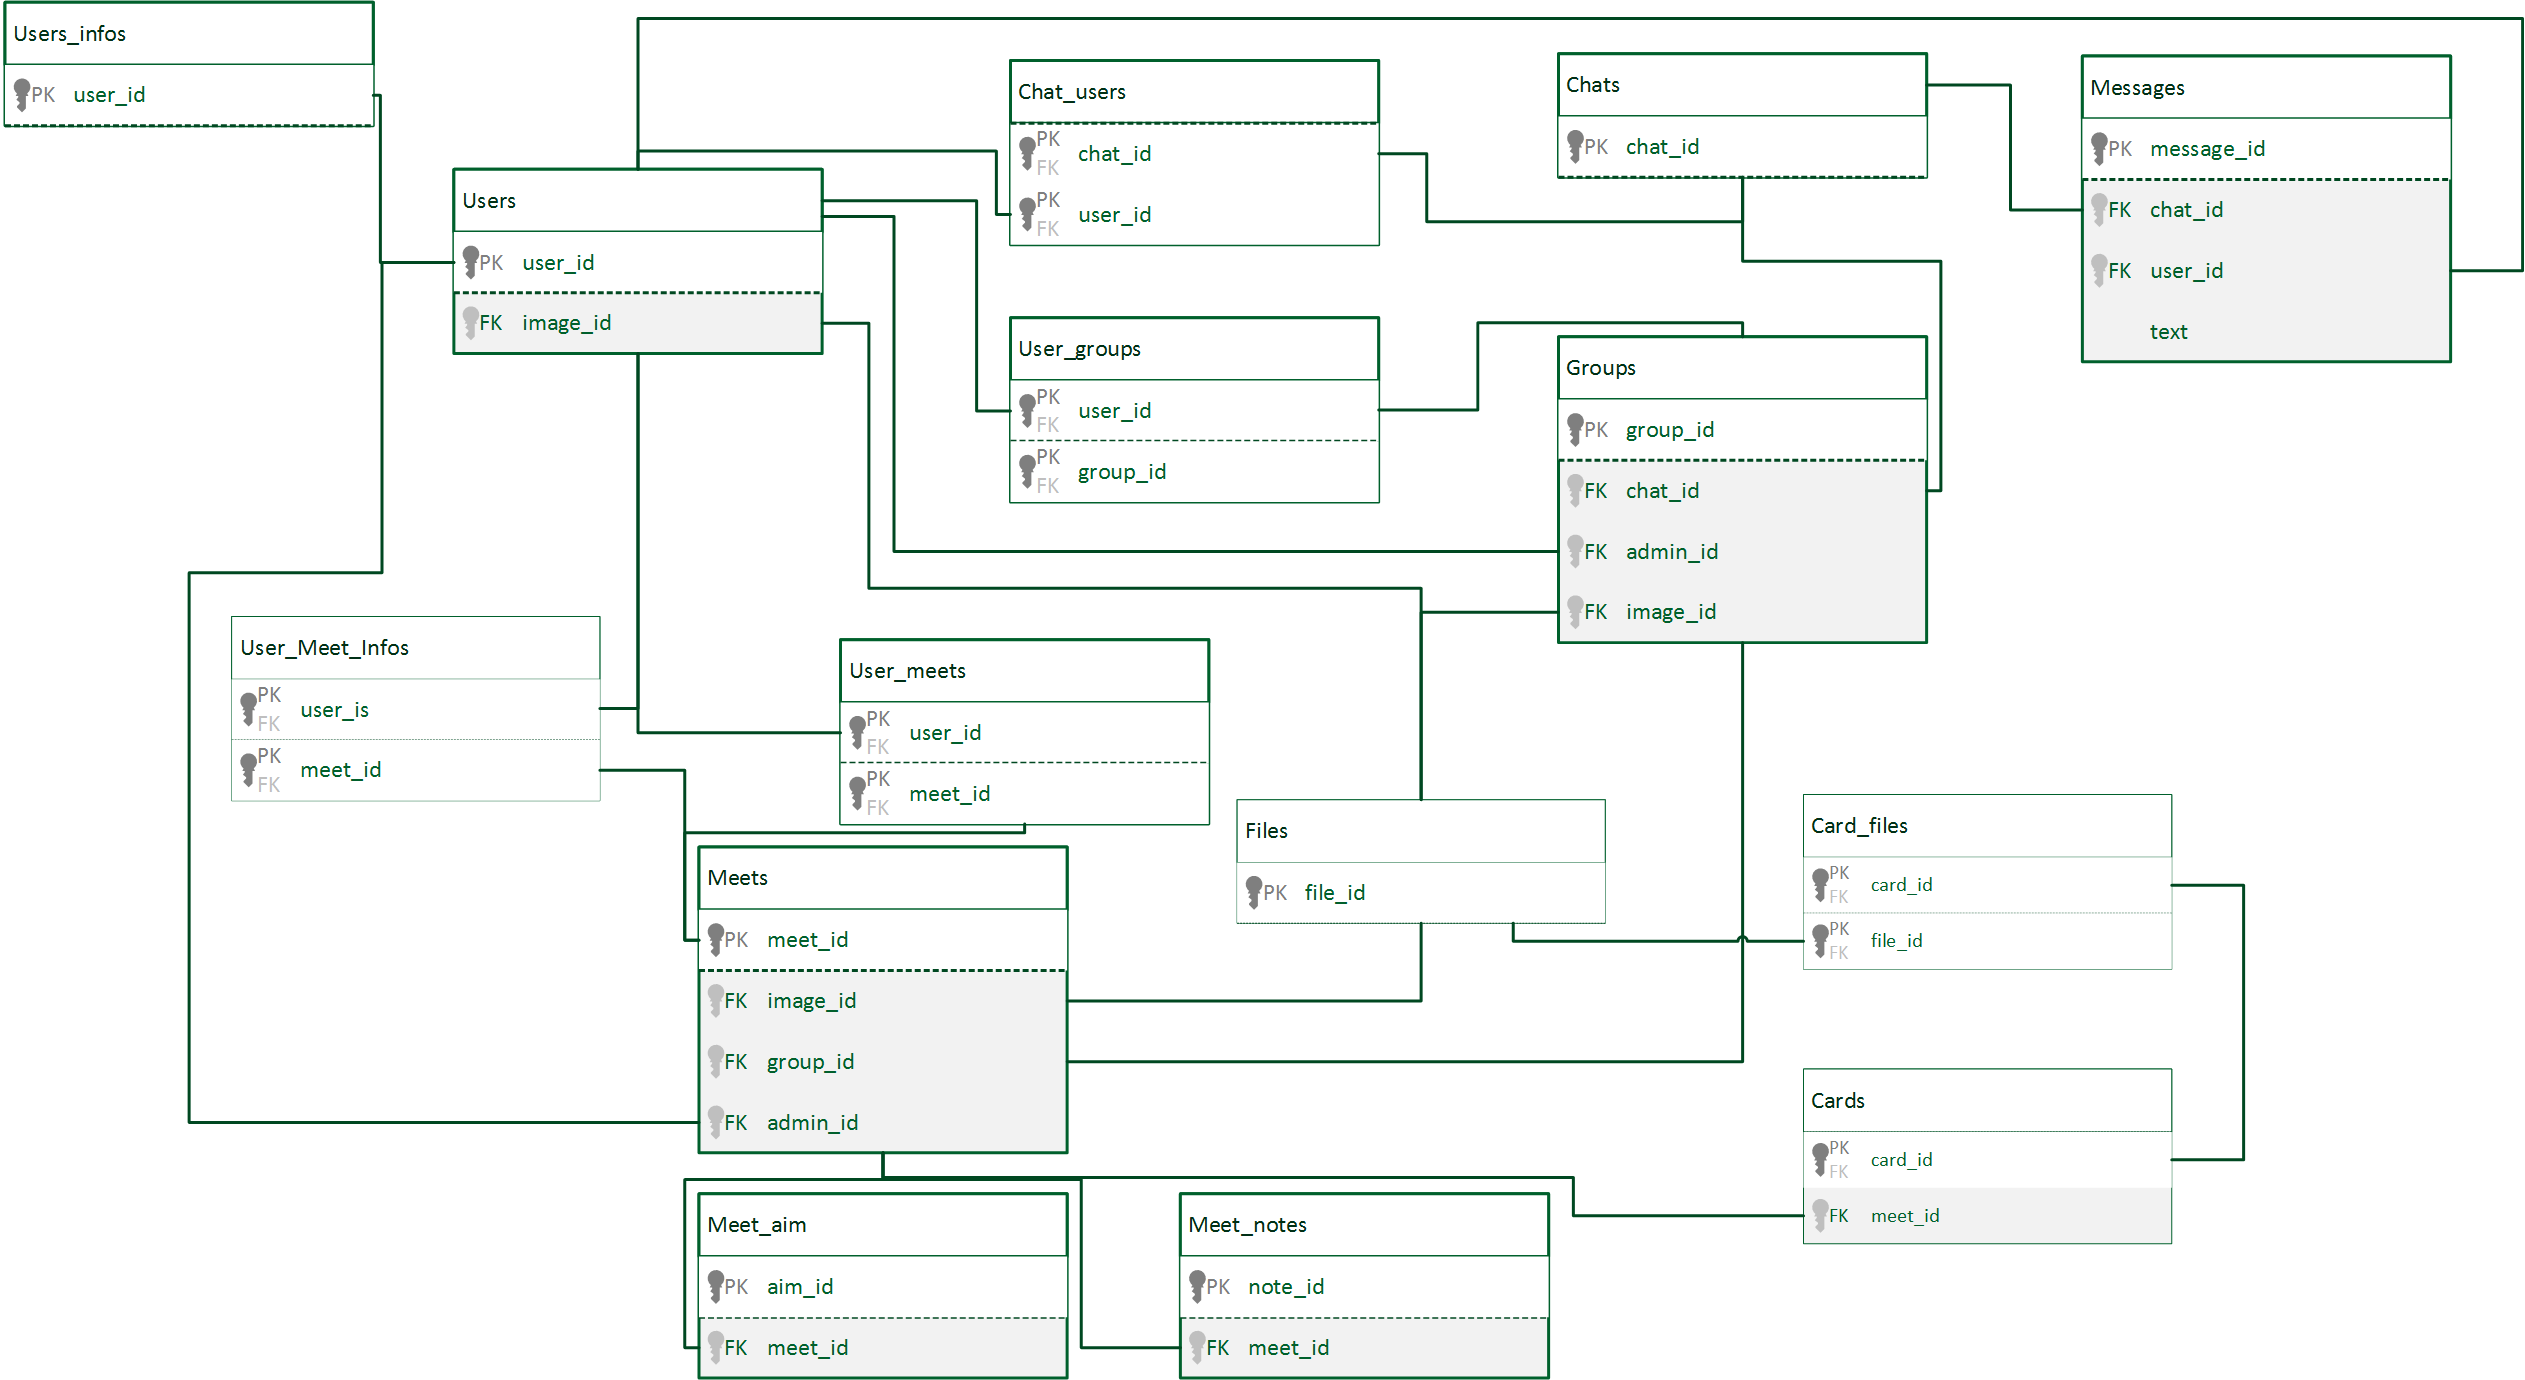 Users_infos
PK user_id
Users
PK user_id
FK image_id
Chat_users
PK
FK chat_id
PK
FK user_id
Chats
PK chat_id
Messages
PK message_id
FK chat_id
FK user_id
text
User_groups
PK
FK user_id
PK
FK group_id
Groups
PK group_id
FK chat_id
FK admin_id
FK image_id
User_Meet_Infos
PK
FK user_is
PK
FK meet_id
User_meets
PK
FK user_id
PK
FK meet_id
Files
PK file_id
Card_files
PK
FK card_id
PK
FK file_id
Meets
PK meet_id
FK image_id
FK group_id
FK admin_id
Cards
PK
FK card_id
FK meet_id
Meet_aim
PK aim_id
FK meet_id
Meet_notes
PK note_id
FK meet_id